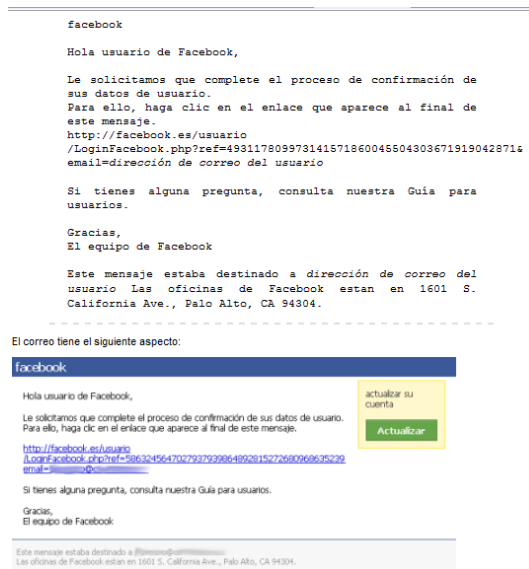 facebook
Hola usuario de Facebook,
Le solicitamos que complete el proceso de confirmación de
sus datos de usuario.
Para ello, haga clic en el enlace que aparece al final de
este mensaje.
http://facebook.es/usuario
/LoginFacebook.php?ref=4931178099731415718600455043036719190428716
email=dirección de correo del usuario
Si tienes alguna pregunta, consulta nuestra Guía para
usuarios.
Gracias,
El equipo de Facebook
Este mensaje estaba destinado a dirección de correo del
usuario Las oficinas de Facebook estan en 1601 S.
California Ave., Palo Alto, CA 94304.
El correo tiene el siguiente aspecto:
facebook
Hola usuario de Facebook,
Le solicitamos que complete el proceso de confirmación de sus datos de usuario.
Para ello, haga clic en el enlace que aparece al final de este mensaje.
http://facebook.es/usuario
/LoginFacebook.php?ref=5863245647027937939864892815272680968635239
email=
Si tienes alguna pregunta, consulta nuestra Guía para usuarios.
Gracias,
El equipo de Facebook
actualizar su
cuenta
Actualizar
Este mensaje estaba destinado a
Las oficinas de Facebook estan en 1601 S. California Ave., Palo Alto, CA 94304.